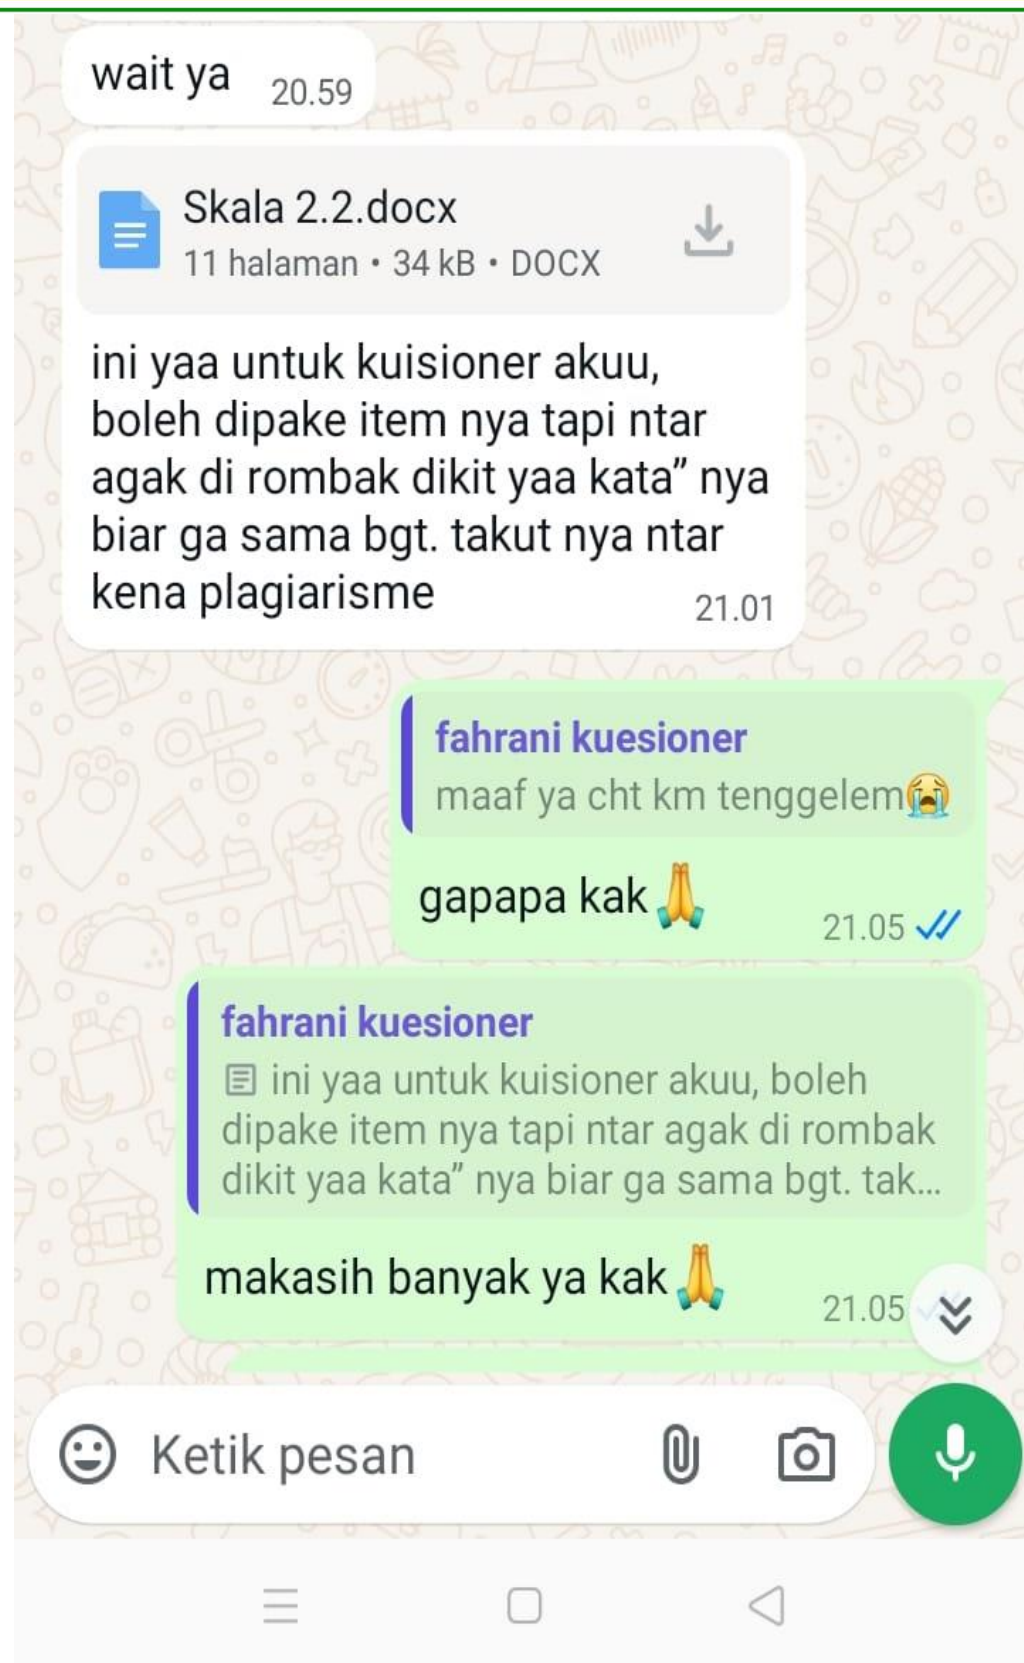 wait ya 20.59
Skala 2.2.docx
11 halaman • 34 kB • DOCX
ini yaa untuk kuisioner akuu,
boleh dipake item nya tapi ntar
agak di rombak dikit yaa kata” nya
biar ga sama bgt. takut nya ntar
kena plagiarisme 21.01
fahrani kuesioner
maaf ya cht km tenggelem😭
gapapa kak🙏 21.05
fahrani kuesioner
ini yaa untuk kuisioner akuu, boleh
dipake item nya tapi ntar agak di rombak
dikit yaa kata” nya biar ga sama bgt. tak...
makasih banyak ya kak🙏 21.05
Ketik pesan